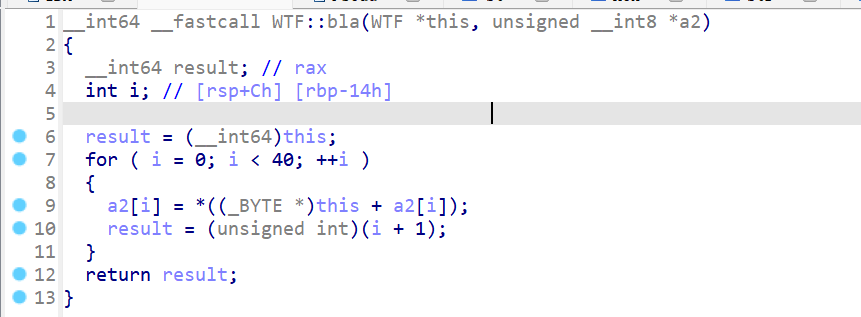 1 __int64 __fastcall WTF::bla(WTF *this, unsigned __int8 *a2)
2 {
3   __int64 result; // rax
4   int i; // [rsp+Ch] [rbp-14h]
5
6   result = (__int64)this;
7   for ( i = 0; i < 40; ++i )
8   {
9     a2[i] = *((_BYTE *)this + a2[i]);
10     result = (unsigned int)(i + 1);
11   }
12   return result;
13 }